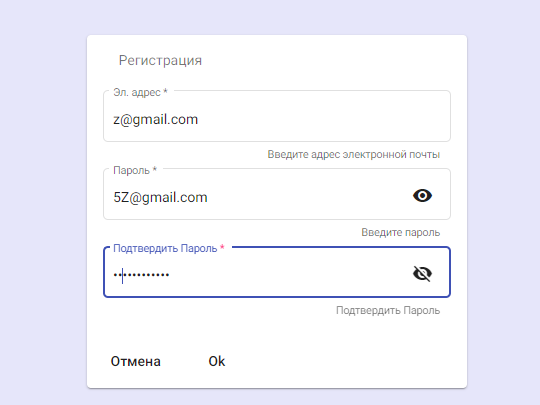 Регистрация
Эл. адрес *
z@gmail.com
Введите адрес электронной почты
Пароль *
5Z@gmail.com
Введите пароль
Подтвердить Пароль *
••••••••••••
Подтвердить Пароль
Отмена Ok